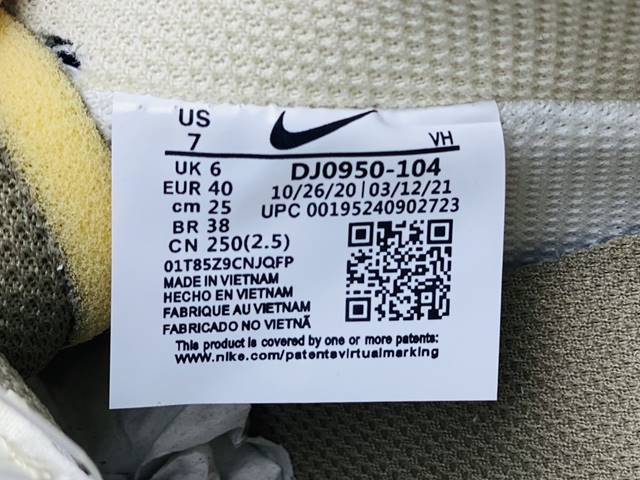 US
7
VH
UK 6
EUR 40
cm 25
BR 38
CN 250(2.5)
DJ0950-104
10/26/20|03/12/21
UPC 00195240902723
01T85Z9CNJQFP
MADE IN VIETNAM
HECHO EN VIETNAM
FABRIQUE AU VIETNAM
FABRICADO NO VIETNÃ
This product is covered by one or more patents:
www.nike.com/patentsvirtualmarking